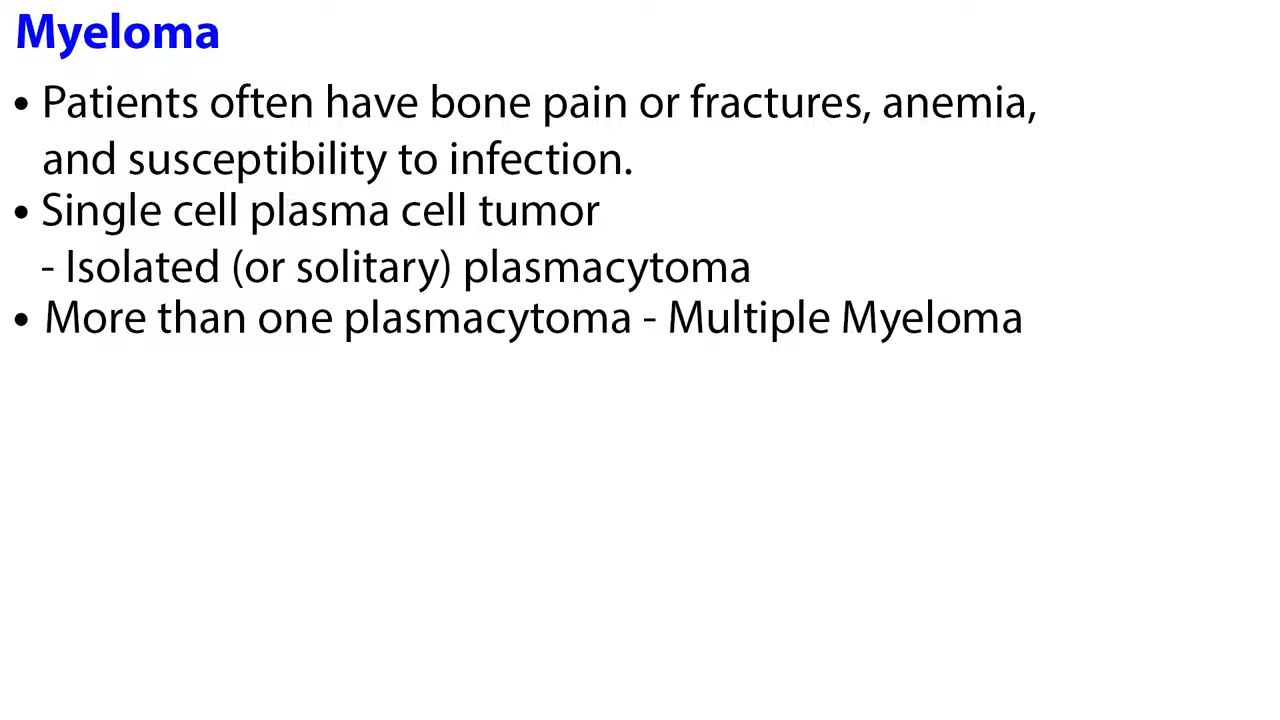 Myeloma
• Patients often have bone pain or fractures, anemia,
and susceptibility to infection.
• Single cell plasma cell tumor
- Isolated (or solitary) plasmacytoma
• More than one plasmacytoma - Multiple Myeloma